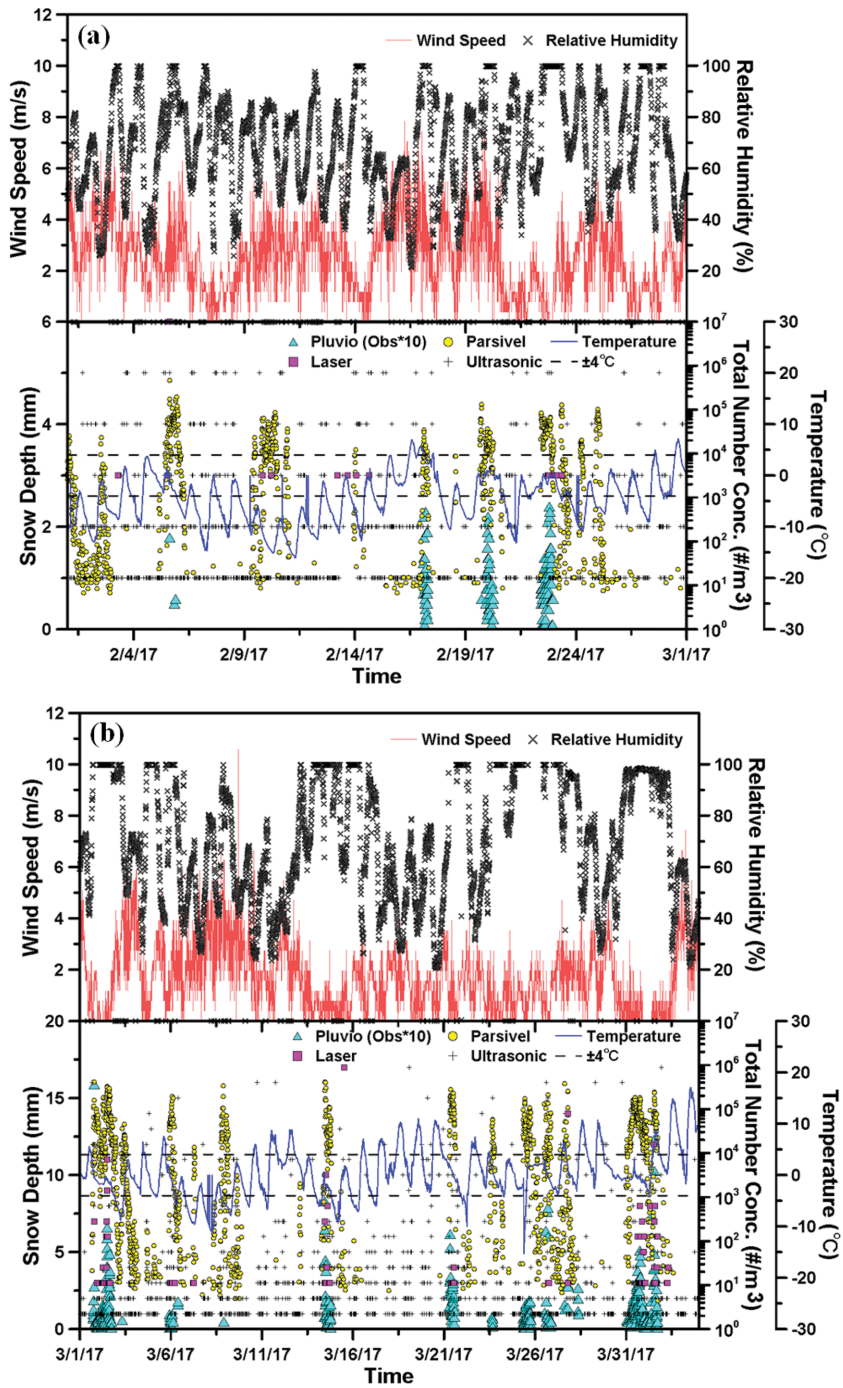 (a)
Wind Speed × Relative Humidity
12
10
8
6
4
2
Wind Speed (m/s)
100
80
60
40
20
Relative Humidity (%)
Pluvio (Obs*10) Parsivel Temperature
Laser + Ultrasonic ±4°C
6
4
2
0
Snow Depth (mm)
10^7
10^6
10^5
10^4
10^3
10^2
10^1
10^0
Total Number Conc. (#/m3)
30
20
10
0
-10
-20
-30
Temperature (°C)
2/4/17 2/9/17 2/14/17 2/19/17 2/24/17 3/1/17
Time
(b)
Wind Speed × Relative Humidity
12
10
8
6
4
2
Wind Speed (m/s)
100
80
60
40
20
Relative Humidity (%)
Pluvio (Obs*10) Parsivel Temperature
Laser + Ultrasonic ±4°C
20
15
10
5
0
Snow Depth (mm)
10^7
10^6
10^5
10^4
10^3
10^2
10^1
10^0
Total Number Conc. (#/m3)
30
20
10
0
-10
-20
-30
Temperature (°C)
3/1/17 3/6/17 3/11/17 3/16/17 3/21/17 3/26/17 3/31/17
Time